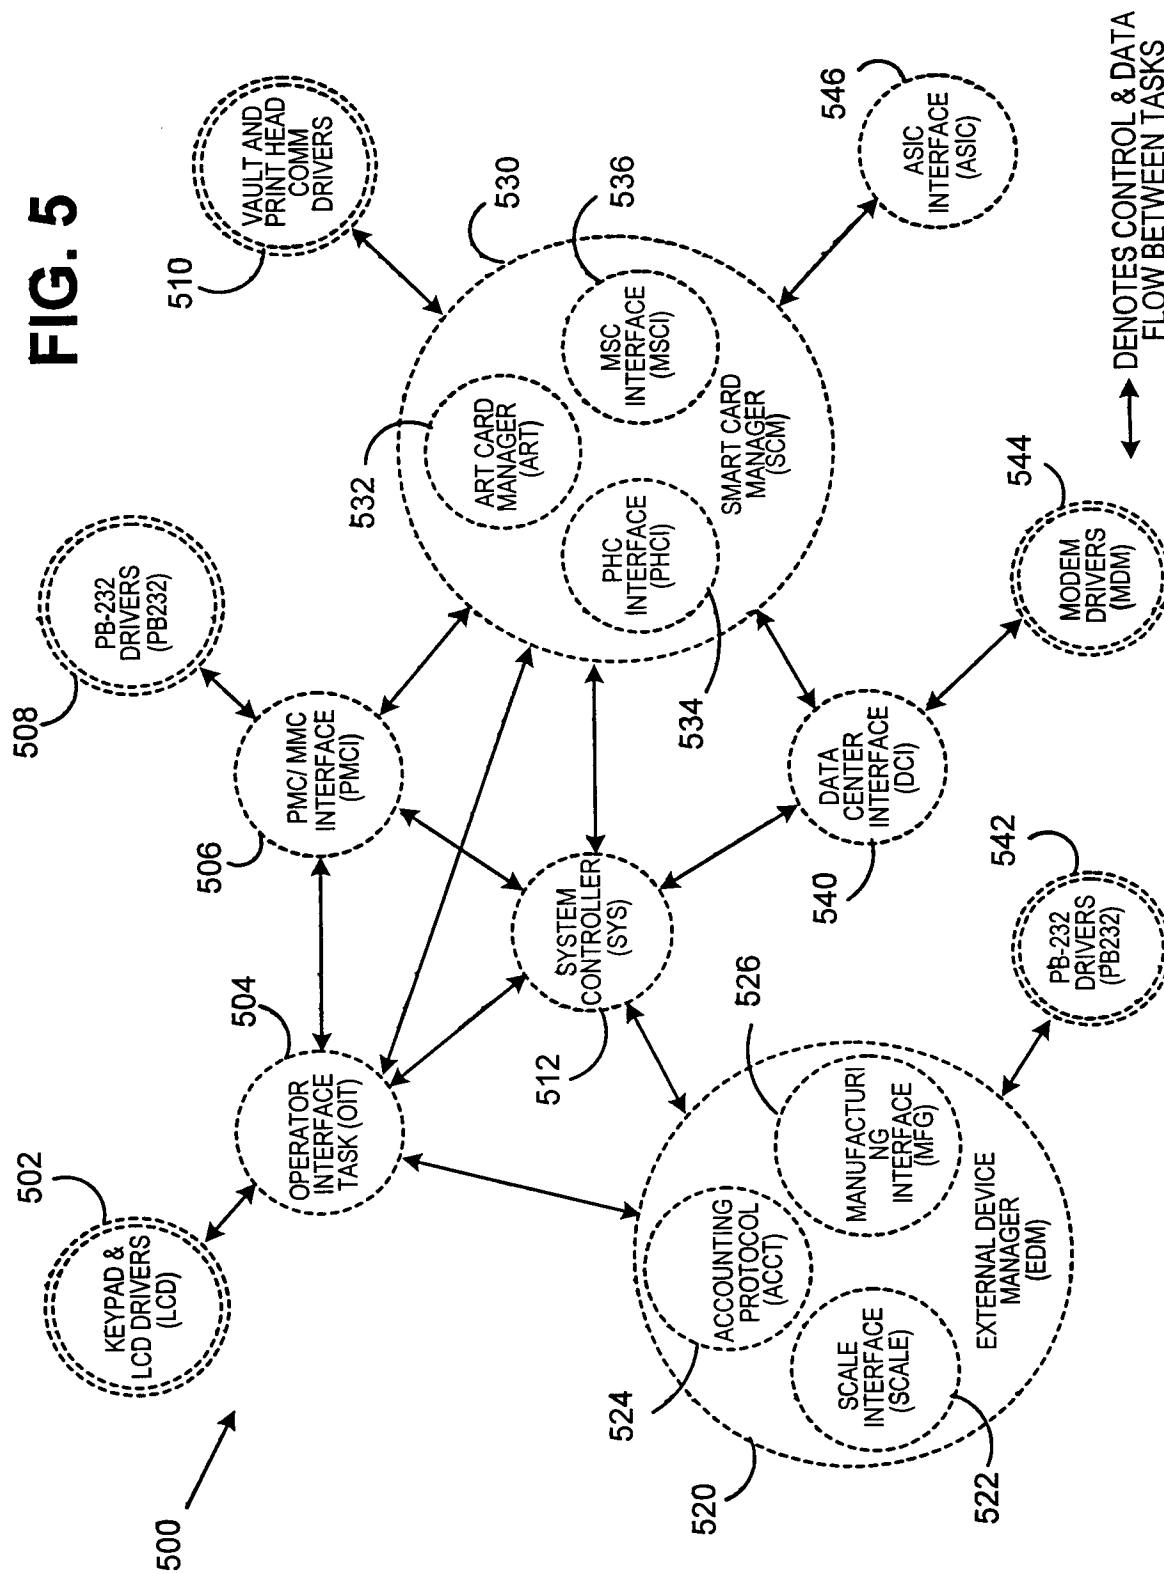 FIG. 5
500
502
KEYPAD &
LCD DRIVERS
(LCD)
504
OPERATOR
INTERFACE
TASK (OIT)
506
PMC/ MMC
INTERFACE
(PMCI)
508
PB-232
DRIVERS
(PB232)
510
VAULT AND
PRINT HEAD
COMM
DRIVERS
512
SYSTEM
CONTROLLER
(SYS)
520
522
SCALE
INTERFACE
(SCALE)
524
ACCOUNTING
PROTOCOL
(ACCT)
526
MANUFACTURI
NG
INTERFACE
(MFG)
EXTERNAL DEVICE
MANAGER
(EDM)
530
532
ART CARD
MANAGER
(ART)
534
PHC
INTERFACE
(PHCI)
536
MSC
INTERFACE
(MSCI)
SMART CARD
MANAGER
(SCM)
540
DATA
CENTER
INTERFACE
(DCI)
542
PB-232
DRIVERS
(PB232)
544
MODEM
DRIVERS
(MDM)
546
ASIC
INTERFACE
(ASIC)
DENOTES CONTROL & DATA
FLOW BETWEEN TASKS